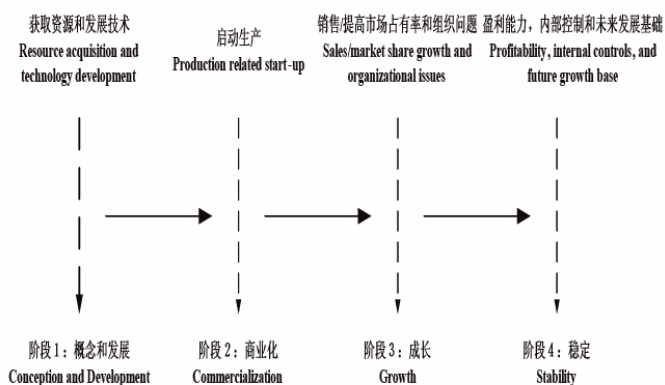 获取资源和发展技术
Resource acquisition and
technology development
启动生产
Production related start-up
销售/提高市场占有率和组织问题
Sales/market share growth and
organizational issues
盈利能力，内部控制和未来发展基础
Profitability, internal controls, and
future growth base
阶段1：概念和发展
Conception and Development
阶段2：商业化
Commercialization
阶段3：成长
Growth
阶段4：稳定
Stability